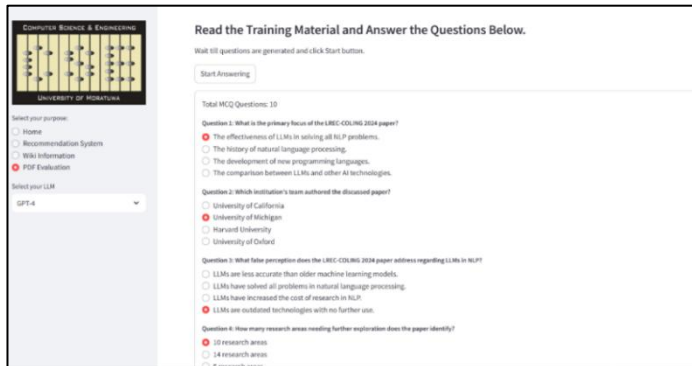 COMPUTER SCIENCE & ENGINEERING
CSE
UNIVERSITY OF MORATUWA
Select your purpose:
Home
Recommendation System
Wiki Information
PDF Evaluation
Select your LLM
GPT-4
Read the Training Material and Answer the Questions Below.
Wait till questions are generated and click Start button.
Start Answering
Total MCQ Questions: 10
Question 1: What is the primary focus of the LREC-COLING 2024 paper?
The effectiveness of LLMs in solving all NLP problems.
The history of natural language processing.
The development of new programming languages.
The comparison between LLMs and other AI technologies.
Question 2: Which institution's team authored the discussed paper?
University of California
University of Michigan
Harvard University
University of Oxford
Question 3: What false perception does the LREC-COLING 2024 paper address regarding LLMs in NLP?
LLMs are less accurate than older machine learning models.
LLMs have solved all problems in natural language processing.
LLMs have increased the cost of research in NLP.
LLMs are outdated technologies with no further use.
Question 4: How many research areas needing further exploration does the paper identify?
10 research areas
14 research areas
research areas